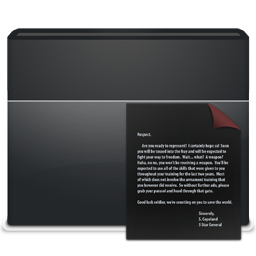 Respect.
Are you ready to represent? I certainly hope so! Soon
you will be tossed into the fray and will be expected to
fight your way to freedom. Wait... what? A weapon?
Haha, no no, you won't be receiving a weapon. You'll be
expected to use all of the skills that were given to you
throughout your training for the last two years. Most
of which does not involve the armament training that
you however did receive. So without further ado, please
grab your parcel and head through that gate.
Good luck soldier, we're counting on you to save the world.
Sincerely,
S. Copeland
5 Star General